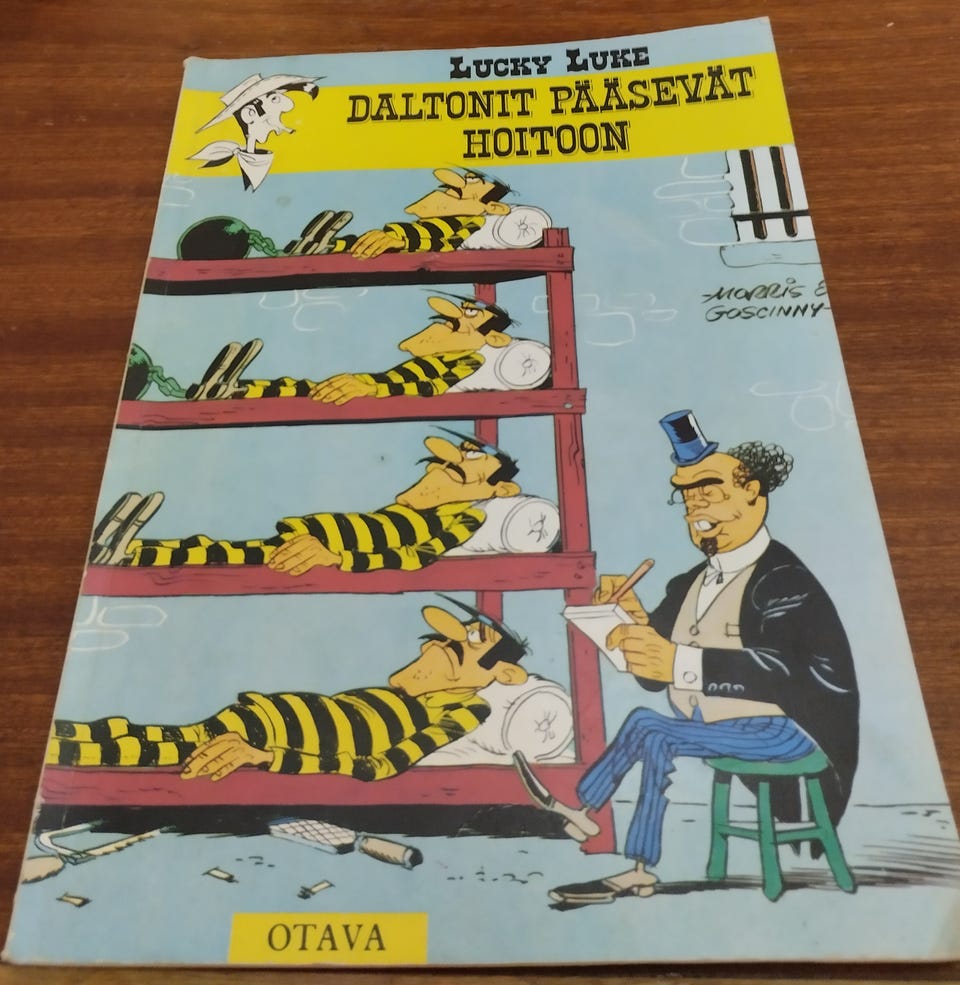 LUCKY LUKE
DALTONIT PÄÄSEVÄT
HOITOON
MORRIS &
GOSCINNY-
OTAVA